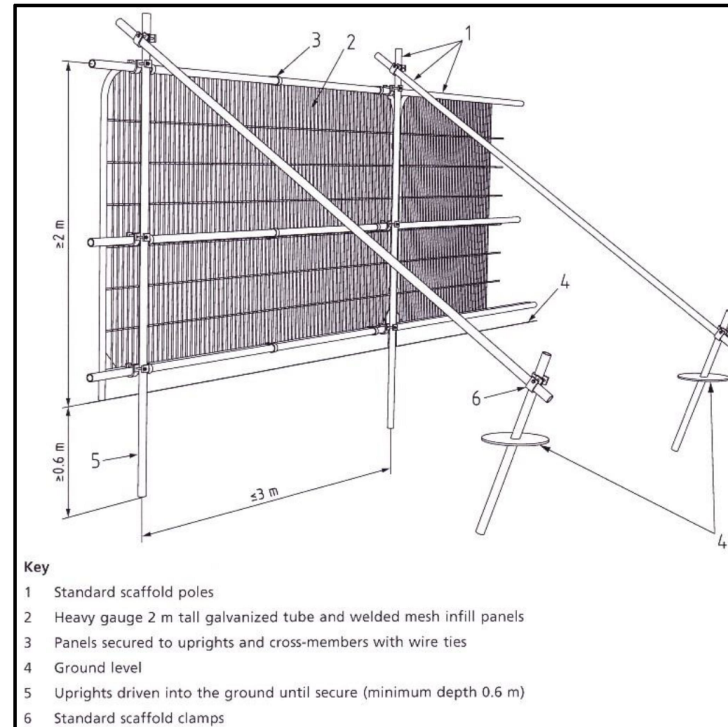 1
3
2
≥2 m
4
6
5
≥0.6 m
≤3 m
4
Key
1 Standard scaffold poles
2 Heavy gauge 2 m tall galvanized tube and welded mesh infill panels
3 Panels secured to uprights and cross-members with wire ties
4 Ground level
5 Uprights driven into the ground until secure (minimum depth 0.6 m)
6 Standard scaffold clamps